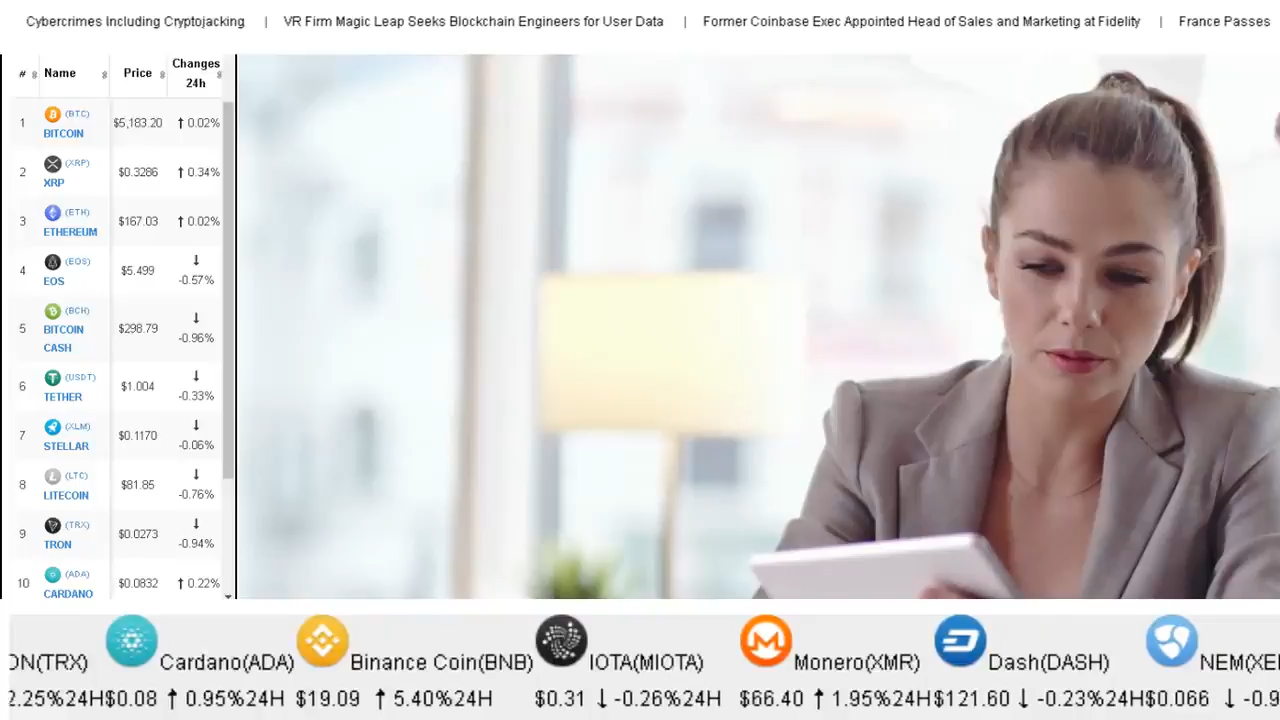 Cybercrimes Including Cryptojacking | VR Firm Magic Leap Seeks Blockchain Engineers for User Data | Former Coinbase Exec Appointed Head of Sales and Marketing at Fidelity | France Passes
# Name Price Changes 24h
1 (BTC) BITCOIN $5,183.20 ↑ 0.02%
2 (XRP) XRP $0.3286 ↑ 0.34%
3 (ETH) ETHEREUM $167.03 ↑ 0.02%
4 (EOS) EOS $5.499 ↓ -0.57%
5 (BCH) BITCOIN CASH $298.79 ↓ -0.96%
6 (USDT) TETHER $1.004 ↓ -0.33%
7 (XLM) STELLAR $0.1170 ↓ -0.06%
8 (LTC) LITECOIN $81.85 ↓ -0.76%
9 (TRX) TRON $0.0273 ↓ -0.94%
10 (ADA) CARDANO $0.0832 ↑ 0.22%
ON(TRX) Cardano(ADA) Binance Coin(BNB) IOTA(MIOTA) Monero(XMR) Dash(DASH) NEM(XE
2.25%24H $0.08 ↑ 0.95%24H $19.09 ↑ 5.40%24H $0.31 ↓ -0.26%24H $66.40 ↑ 1.95%24H $121.60 ↓ -0.23%24H $0.066 ↓ -0.9